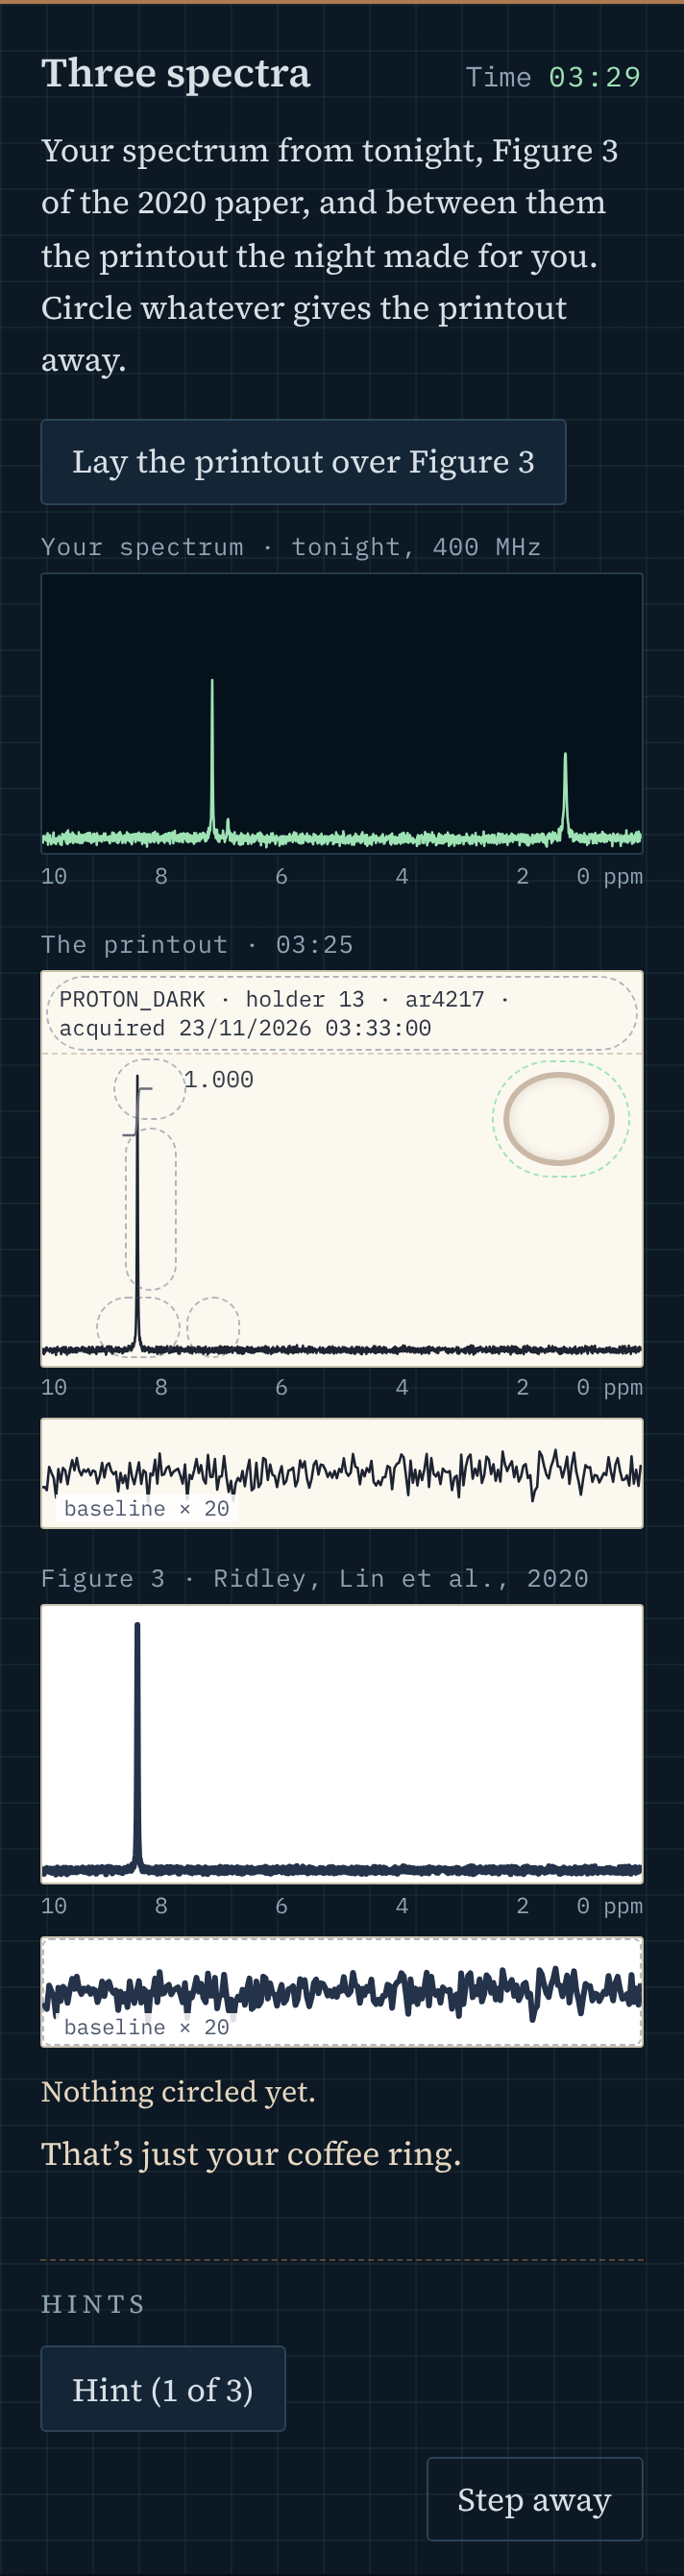 Three spectra
Time 03:29
Your spectrum from tonight, Figure 3
of the 2020 paper, and between them
the printout the night made for you.
Circle whatever gives the printout
away.
Lay the printout over Figure 3
Your spectrum · tonight, 400 MHz
10 8 6 4 2 0 ppm
The printout · 03:25
PROTON_DARK · holder 13 · ar4217 ·
acquired 23/11/2026 03:33:00
1.000
10 8 6 4 2 0 ppm
baseline × 20
Figure 3 · Ridley, Lin et al., 2020
10 8 6 4 2 0 ppm
baseline × 20
Nothing circled yet.
That’s just your coffee ring.
HINTS
Hint (1 of 3)
Step away